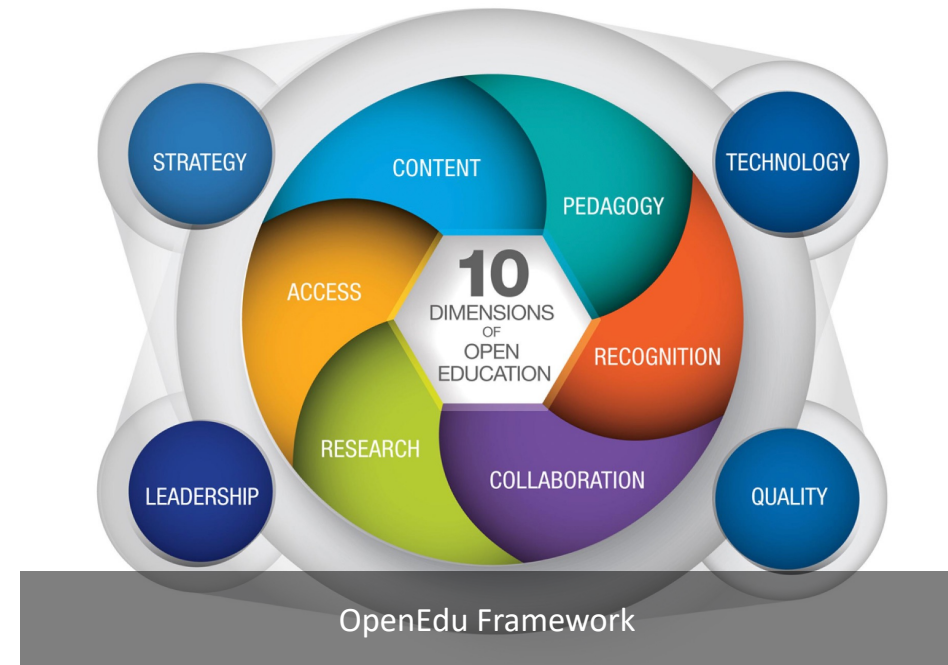 STRATEGY
TECHNOLOGY
CONTENT
PEDAGOGY
ACCESS
10
DIMENSIONS
OF
OPEN
EDUCATION
RECOGNITION
RESEARCH
COLLABORATION
LEADERSHIP
QUALITY
OpenEdu Framework